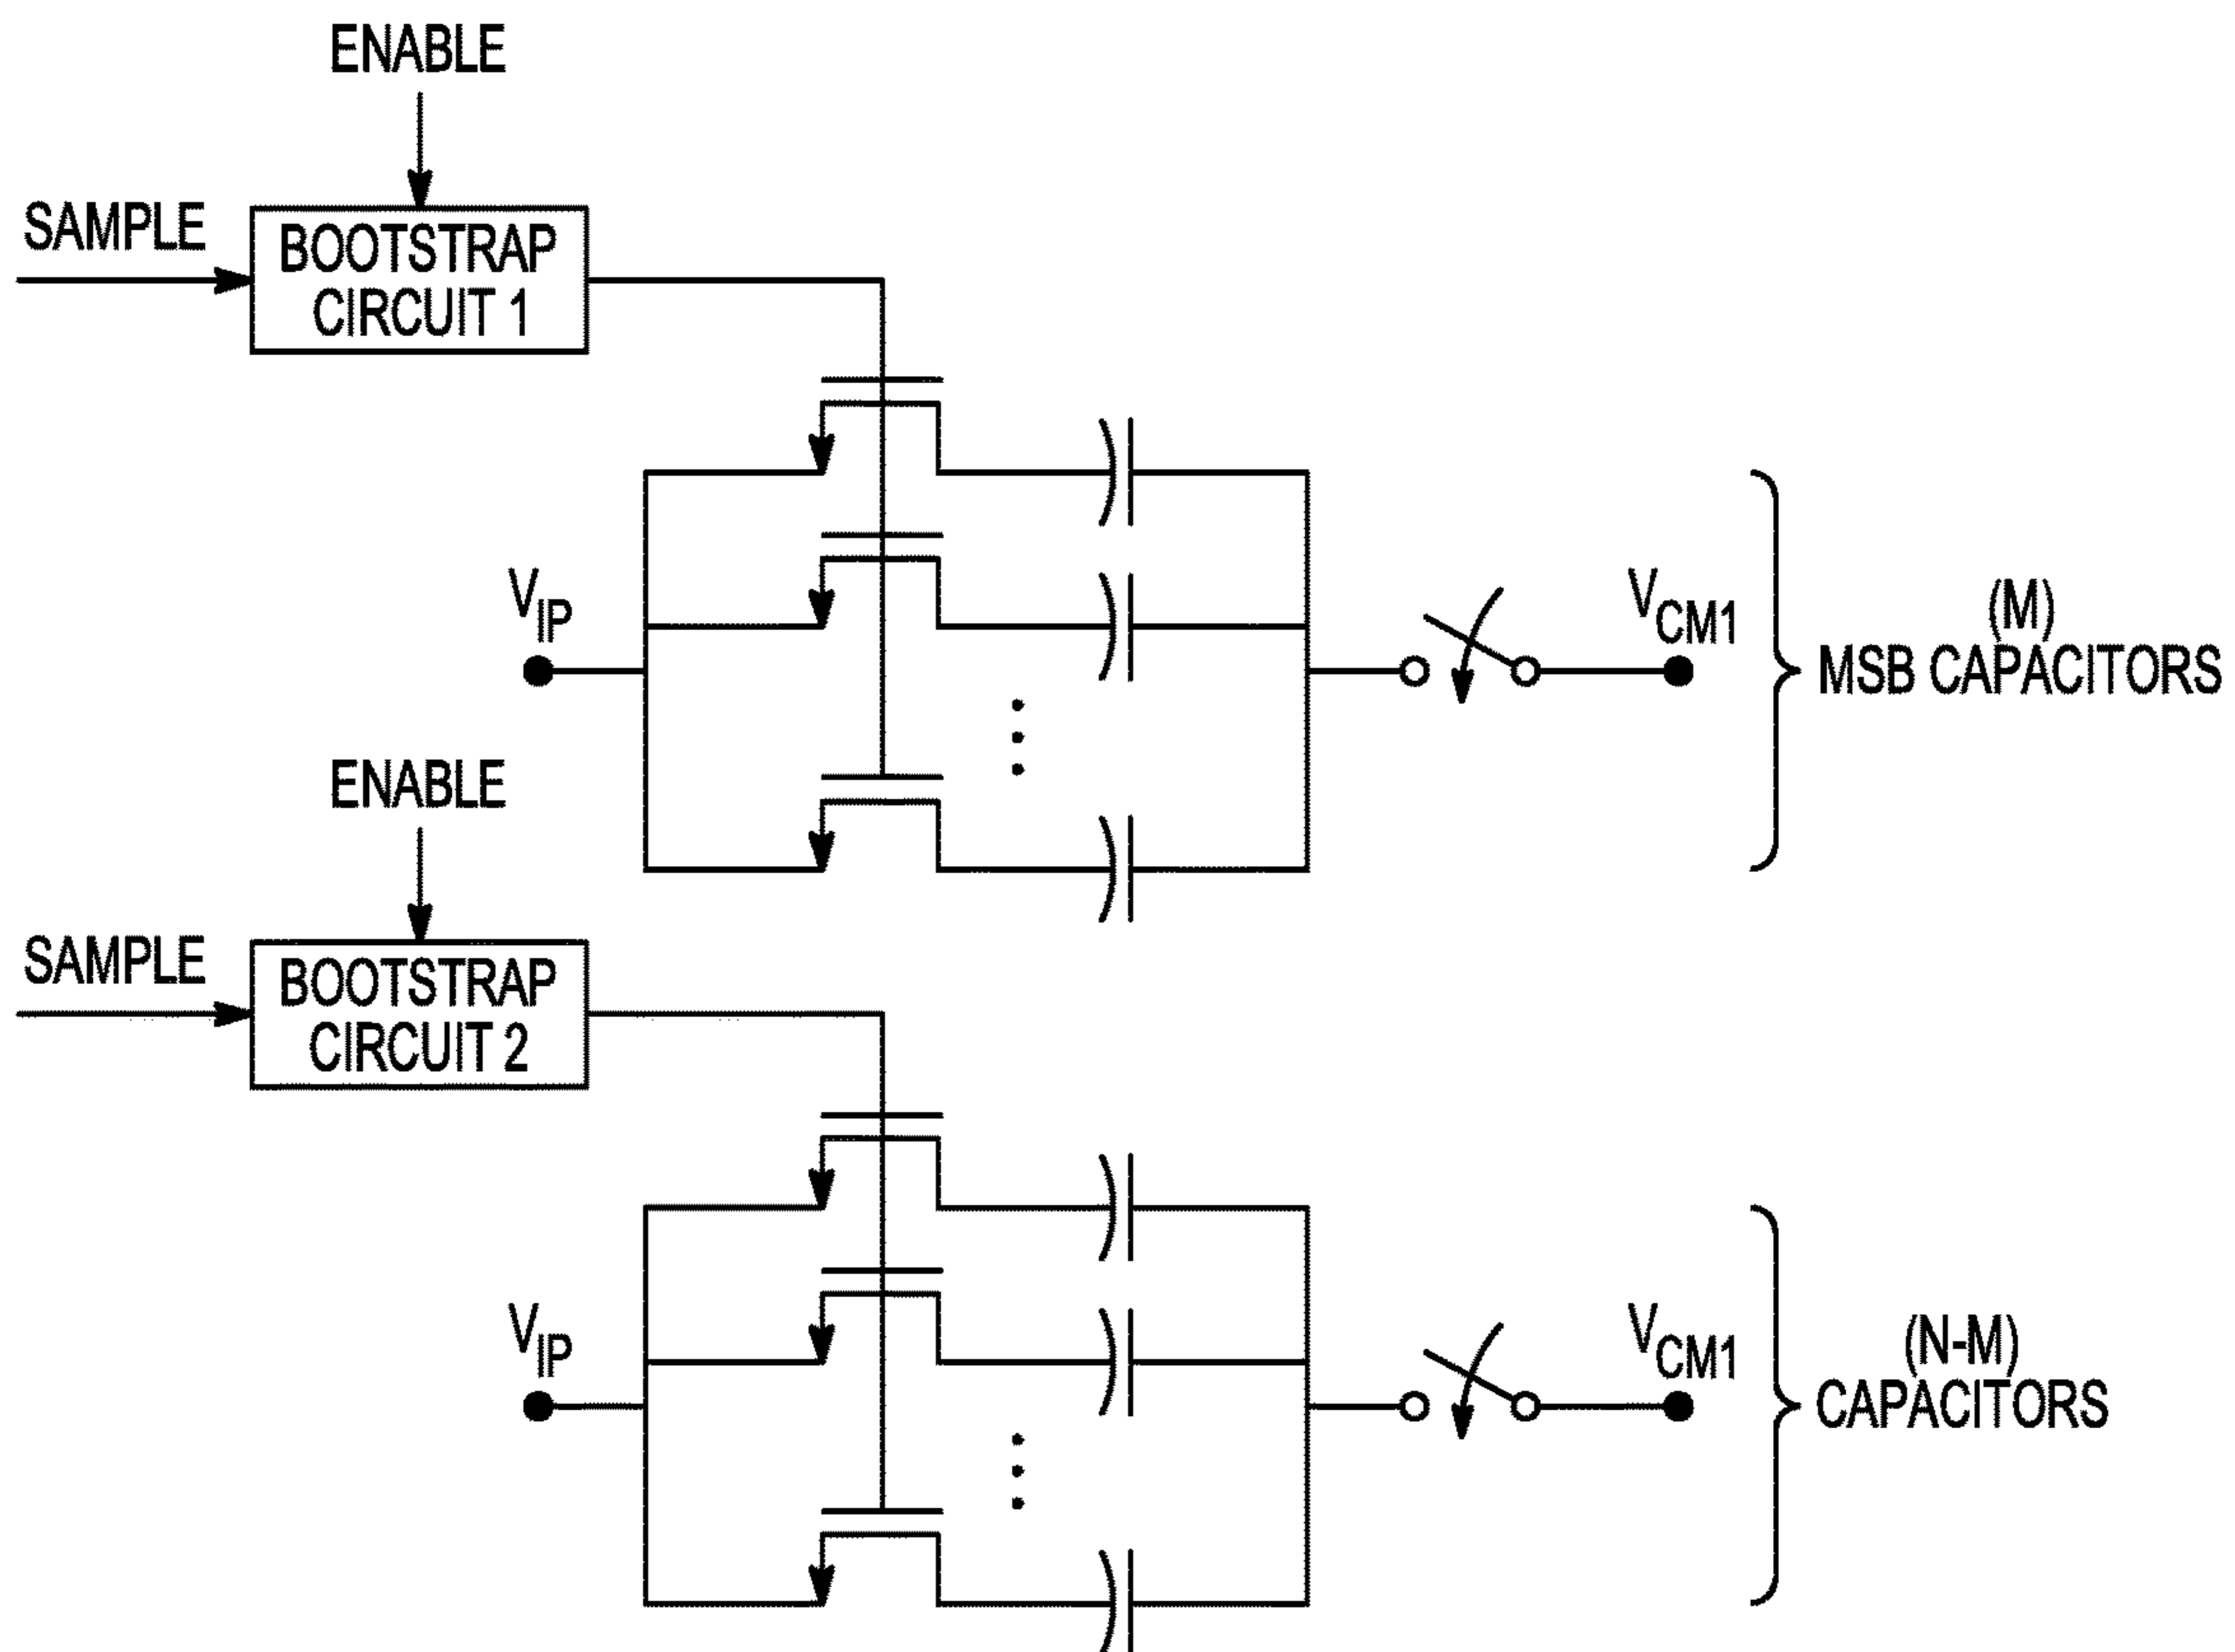 ENABLE
SAMPLE
BOOTSTRAP
CIRCUIT 1
VIP
VCM1
(M)
MSB CAPACITORS
ENABLE
SAMPLE
BOOTSTRAP
CIRCUIT 2
VIP
VCM1
(N-M)
CAPACITORS